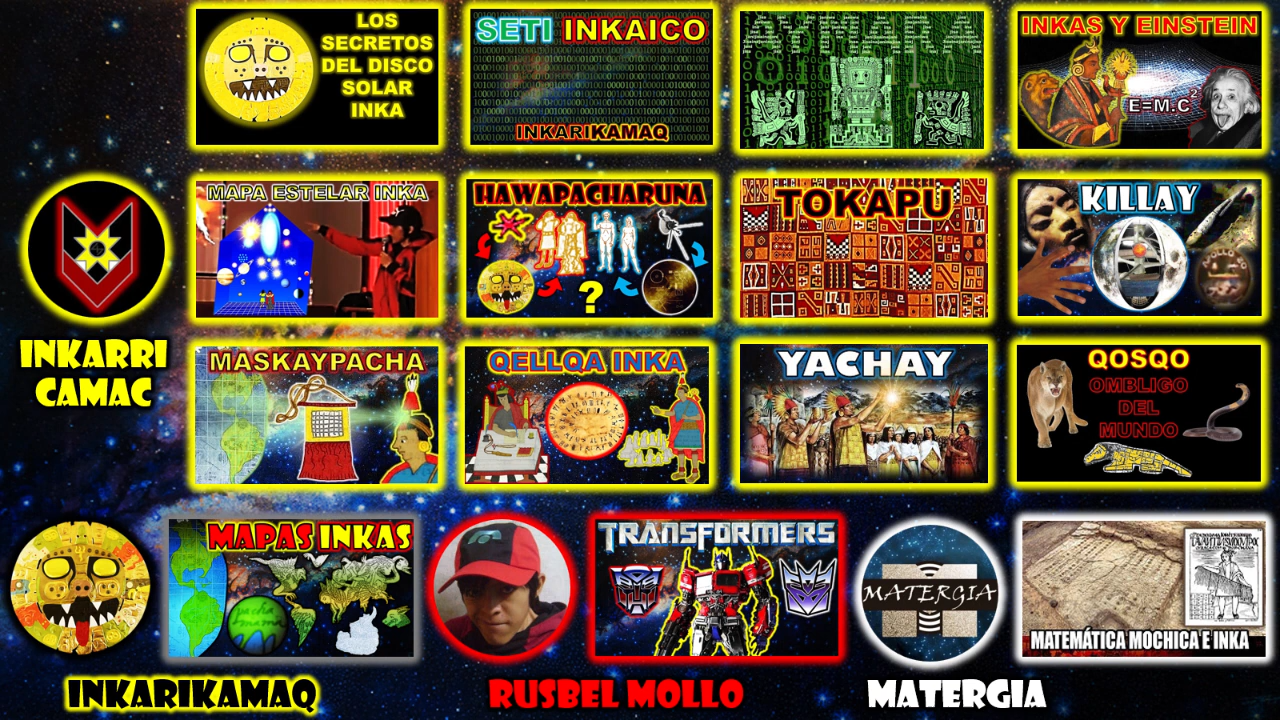 LOS
SECRETOS
DEL DISCO
SOLAR
INKA
SETI INKAICO
INKARIKAMAQ
INKAS Y EINSTEIN
E=M.C²
MAPA ESTELAR INKA
HAWAPACHARUNA
?
TOKAPU
KILLAY
INKARRI
CAMAC
MASKAYPACHA
QELLQA INKA
YACHAY
QOSQO
OMBLIGO
DEL
MUNDO
MAPAS INKAS
pacha
mama
TRANSFORMERS
MATERGIA
MATEMÁTICA MOCHICA E INKA
INKARIKAMAQ
RUSBEL MOLLO
MATERGIA